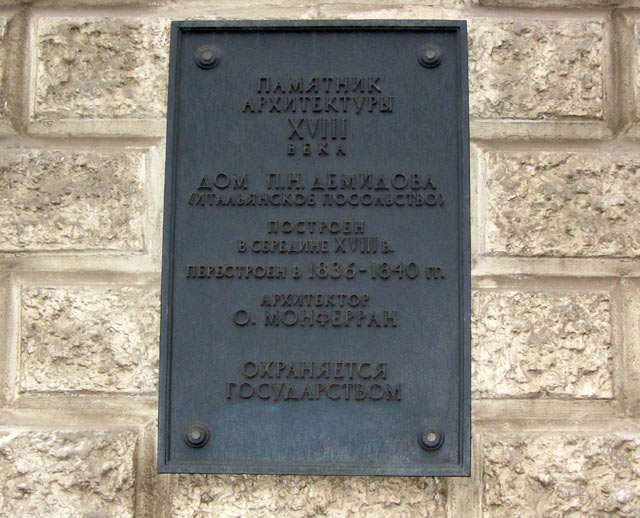 ПАМЯТНИК
АРХИТЕКТУРЫ
XVIII
ВЕКА
ДОМ П.Н. ДЕМИДОВА
(ИТАЛЬЯНСКОЕ ПОСОЛЬСТВО)
ПОСТРОЕН
В СЕРЕДИНЕ XVIII В.
ПЕРЕСТРОЕН В 1836-1840 ГГ.
АРХИТЕКТОР
О. МОНФЕРРАН
ОХРАНЯЕТСЯ
ГОСУДАРСТВОМ